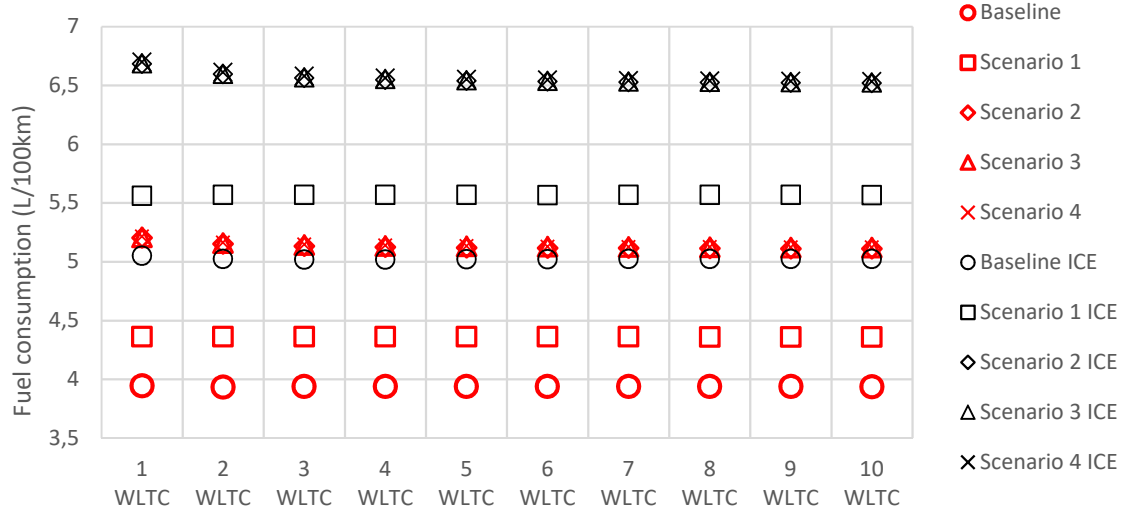 Fuel consumption (L/100km)
7
6,5
6
5,5
5
4,5
4
3,5
1 WLTC
2 WLTC
3 WLTC
4 WLTC
5 WLTC
6 WLTC
7 WLTC
8 WLTC
9 WLTC
10 WLTC
Baseline
Scenario 1
Scenario 2
Scenario 3
Scenario 4
Baseline ICE
Scenario 1 ICE
Scenario 2 ICE
Scenario 3 ICE
Scenario 4 ICE